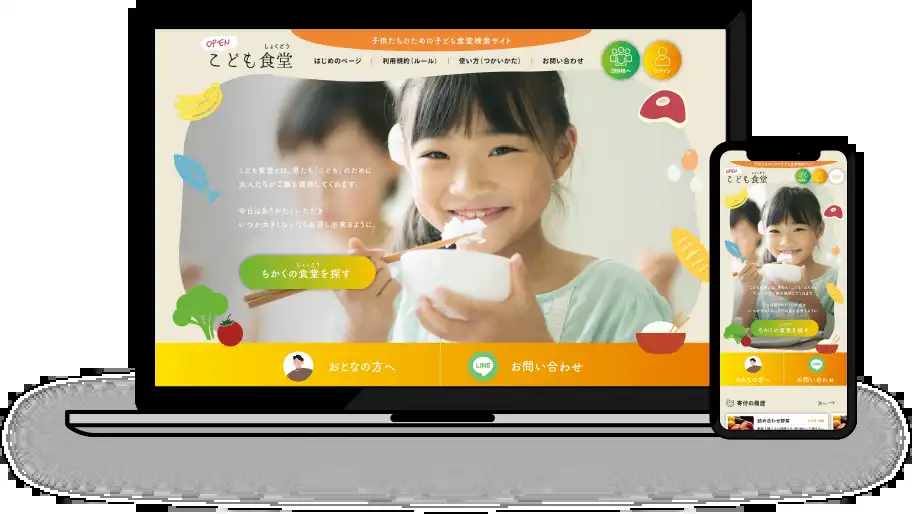 OPEN
しょくどう
こども食堂
子供たちのための子ども食堂検索サイト
はじめのページ
利用規約(ルール)
使い方(つかいかた)
お問い合わせ
ログイン
こども食堂とは、君たち「こども」のために
大人たちがご飯を提供してくれます。
今日はありがたくいただき
いつか大きくなったらお返し出来るように。
しょくどう
ちかくの食堂を探す
おとなの方へ
LINE
お問い合わせ
OPEN
こども食堂
ちかくの食堂を探す
おとなの方へ
LINE
お問い合わせ
寄付の履歴
詰め合わせ野菜